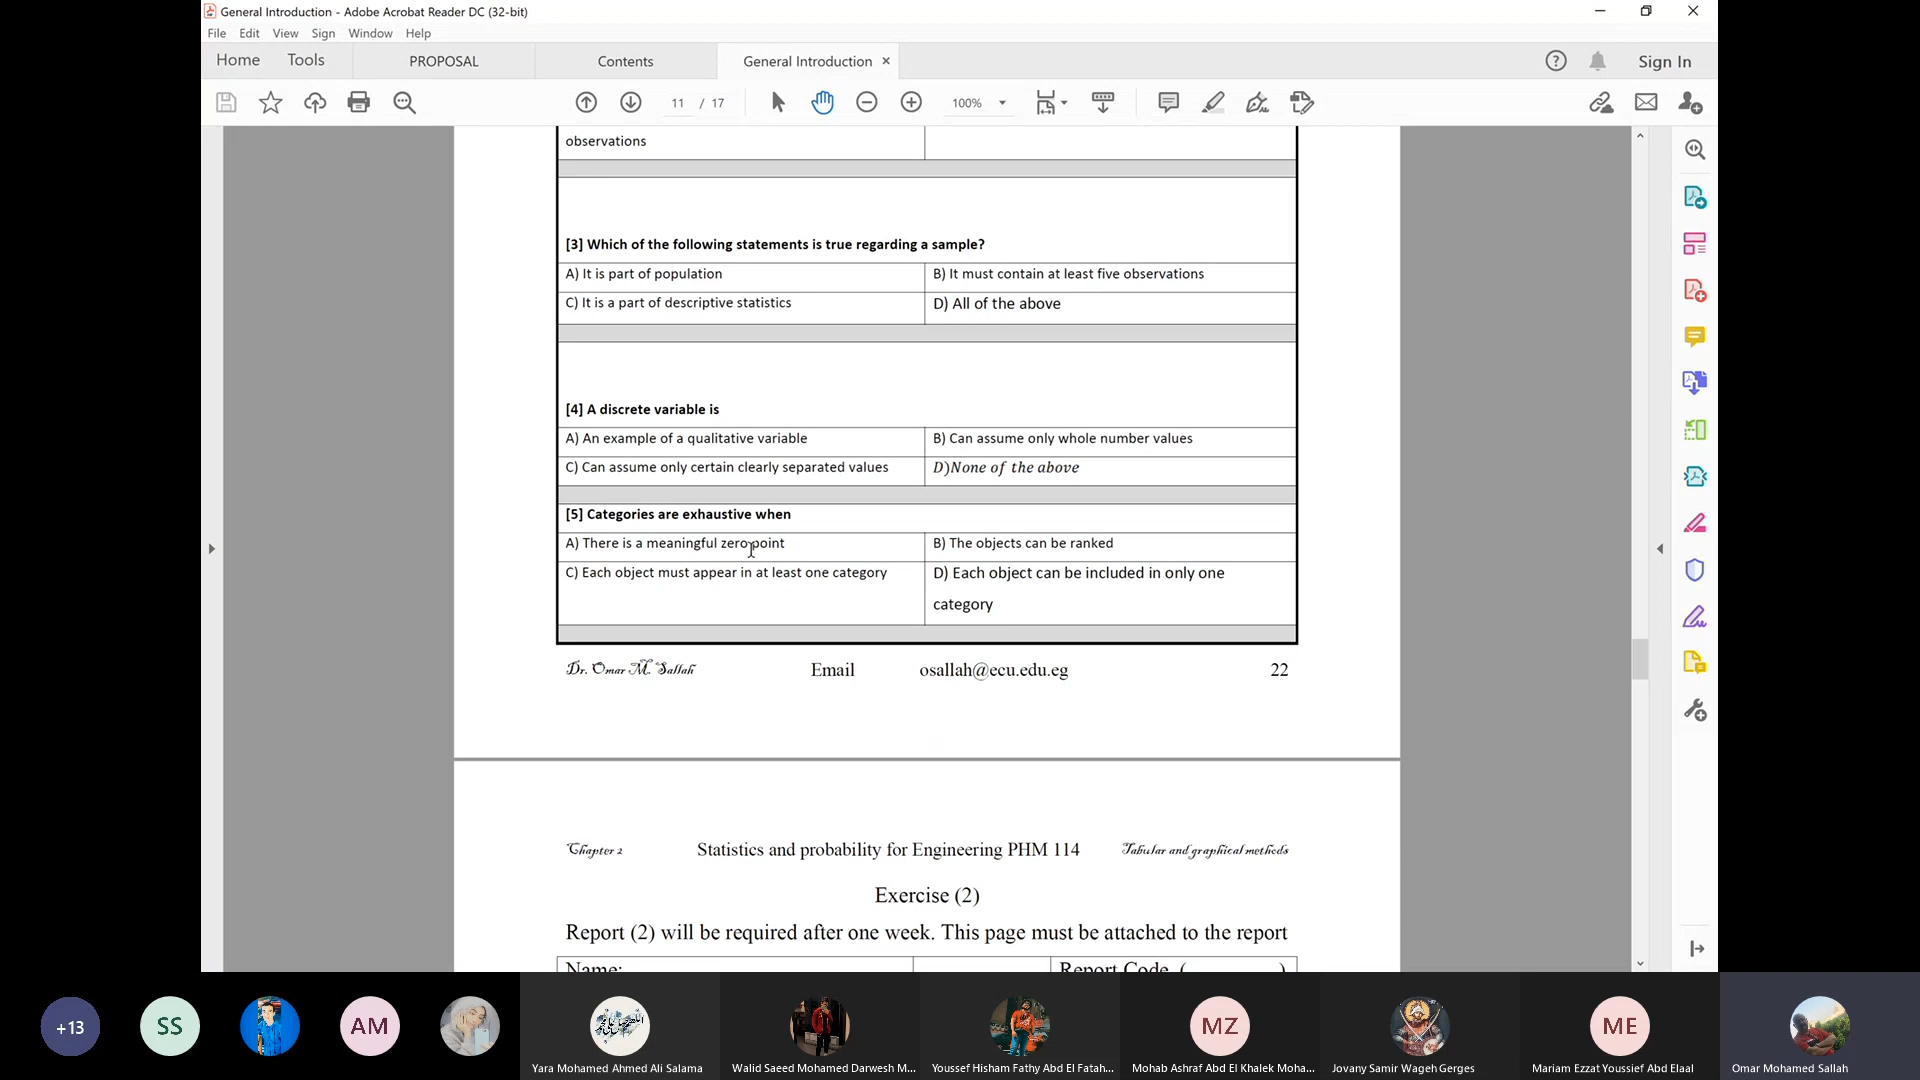 General Introduction - Adobe Acrobat Reader DC (32-bit)
File Edit View Sign Window Help
Home Tools PROPOSAL Contents General Introduction × Sign In
11 / 17 100%
observations
[3] Which of the following statements is true regarding a sample?
A) It is part of population B) It must contain at least five observations
C) It is a part of descriptive statistics D) All of the above
[4] A discrete variable is
A) An example of a qualitative variable B) Can assume only whole number values
C) Can assume only certain clearly separated values D)None of the above
[5] Categories are exhaustive when
A) There is a meaningful zero point B) The objects can be ranked
C) Each object must appear in at least one category D) Each object can be included in only one
category
Dr. Omar M. Sallah Email osallah@ecu.edu.eg 22
Chapter 2 Statistics and probability for Engineering PHM 114 Tabular and graphical methods
Exercise (2)
Report (2) will be required after one week. This page must be attached to the report
Name: Report Code ( )
+13 SS AM MZ ME
Yara Mohamed Ahmed Ali Salama Walid Saeed Mohamed Darwesh M... Youssef Hisham Fathy Abd El Fatah... Mohab Ashraf Abd El Khalek Moha... Jovany Samir Wageh Gerges Mariam Ezzat Youssief Abd Elaal Omar Mohamed Sallah